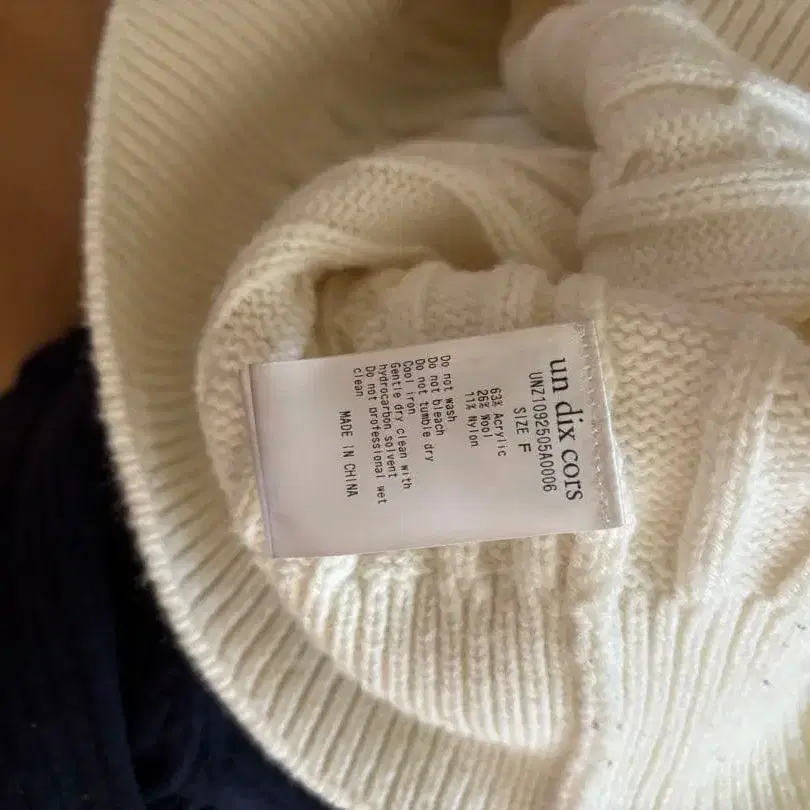 un dix cors
UNZ1092505A0006
SIZE F
63% Acrylic
26% Wool
11% Nylon
Do not wash
Do not bleach
Do not tumble dry
Cool iron
Gentle dry clean with
hydrocarbon solvent
Do not professional wet
clean
MADE IN CHINA